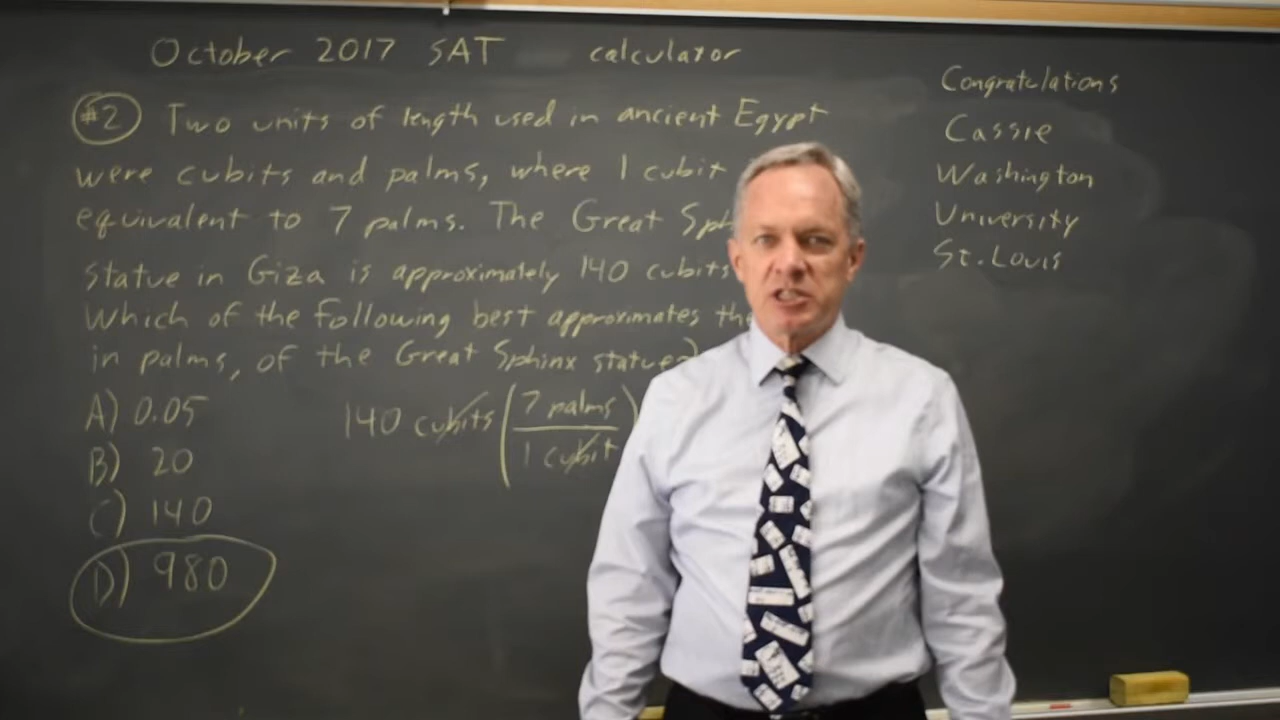 October 2017 SAT calculator
#2 Two units of length used in ancient Egypt
were cubits and palms, where 1 cubit
equivalent to 7 palms. The Great Sph
statue in Giza is approximately 140 cubits
Which of the following best approximates the
in palms, of the Great Sphinx statue?
A) 0.05
B) 20
C) 140
D) 980
140 cubits (7 palms
1 cubit
Congratulations
Cassie
Washington
University
St. Louis